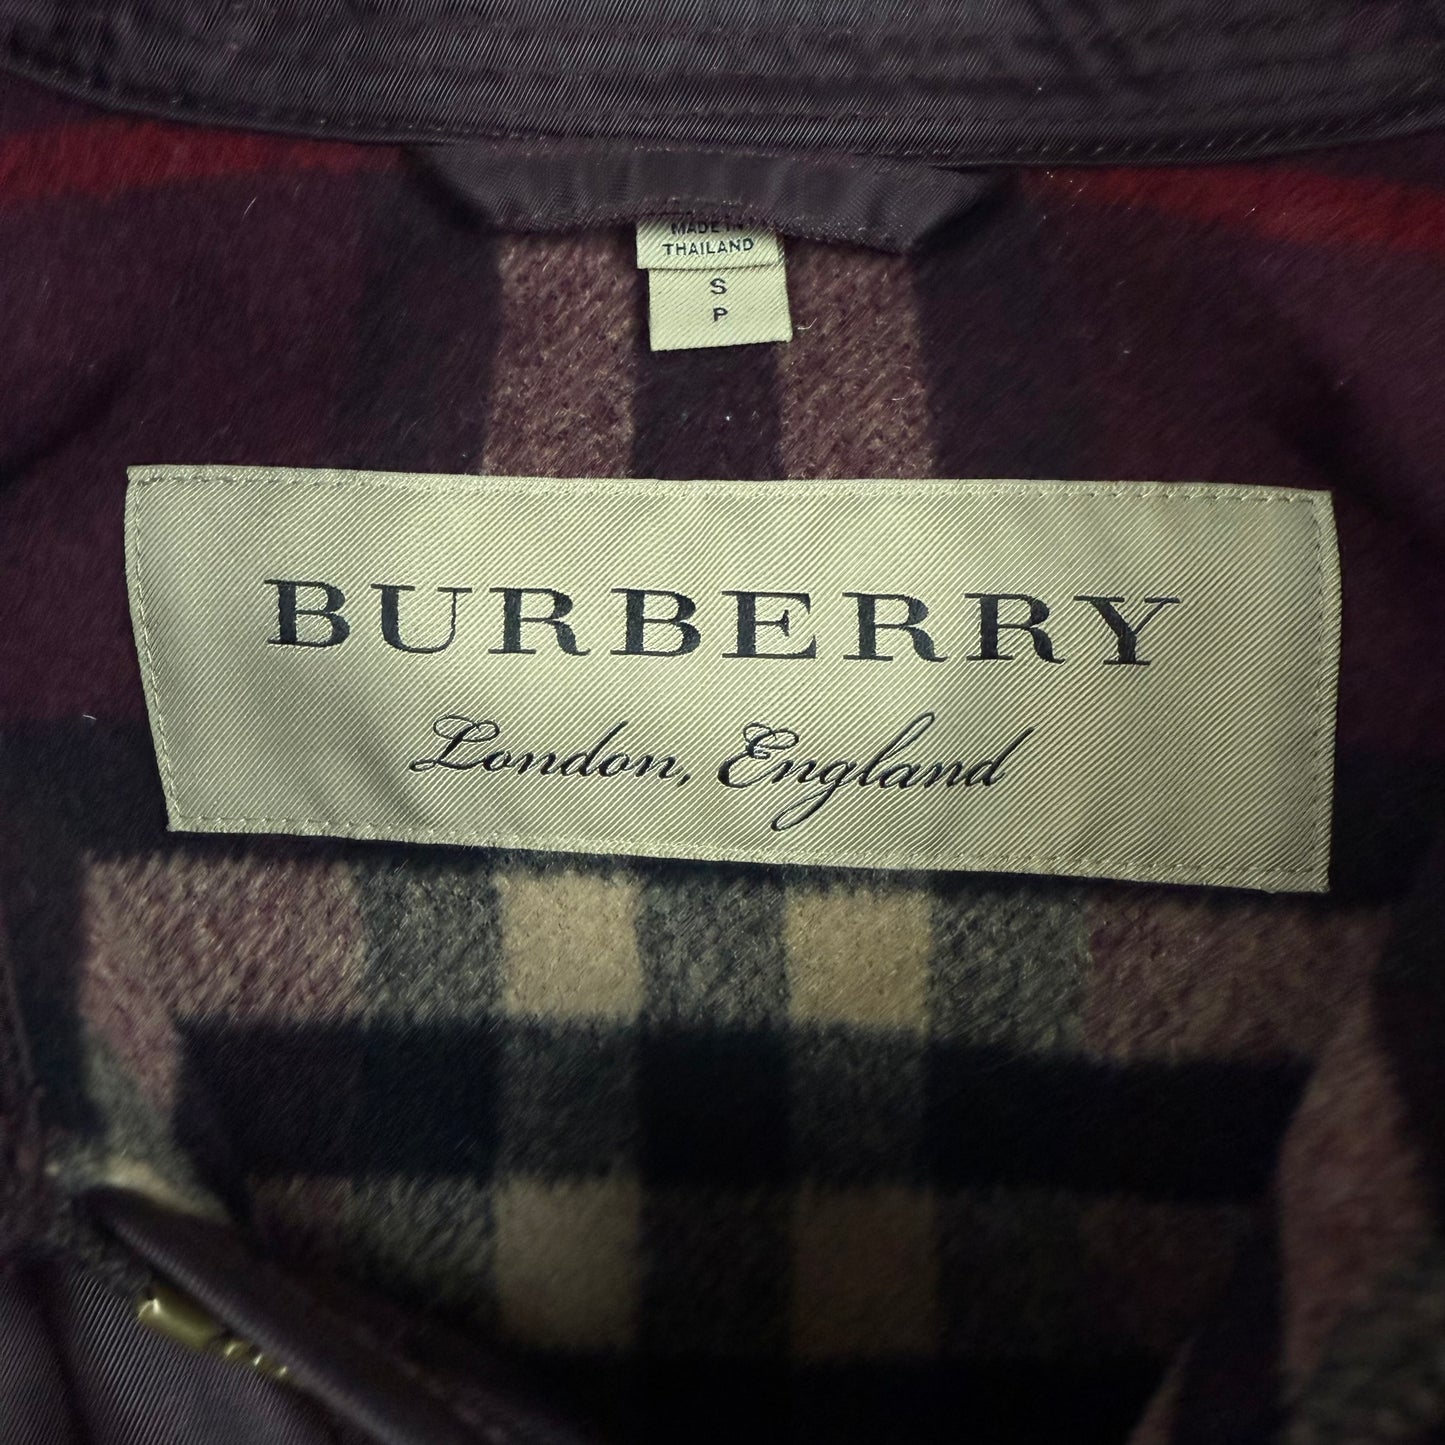 MADE IN
THAILAND
S
P
BURBERRY
London, England